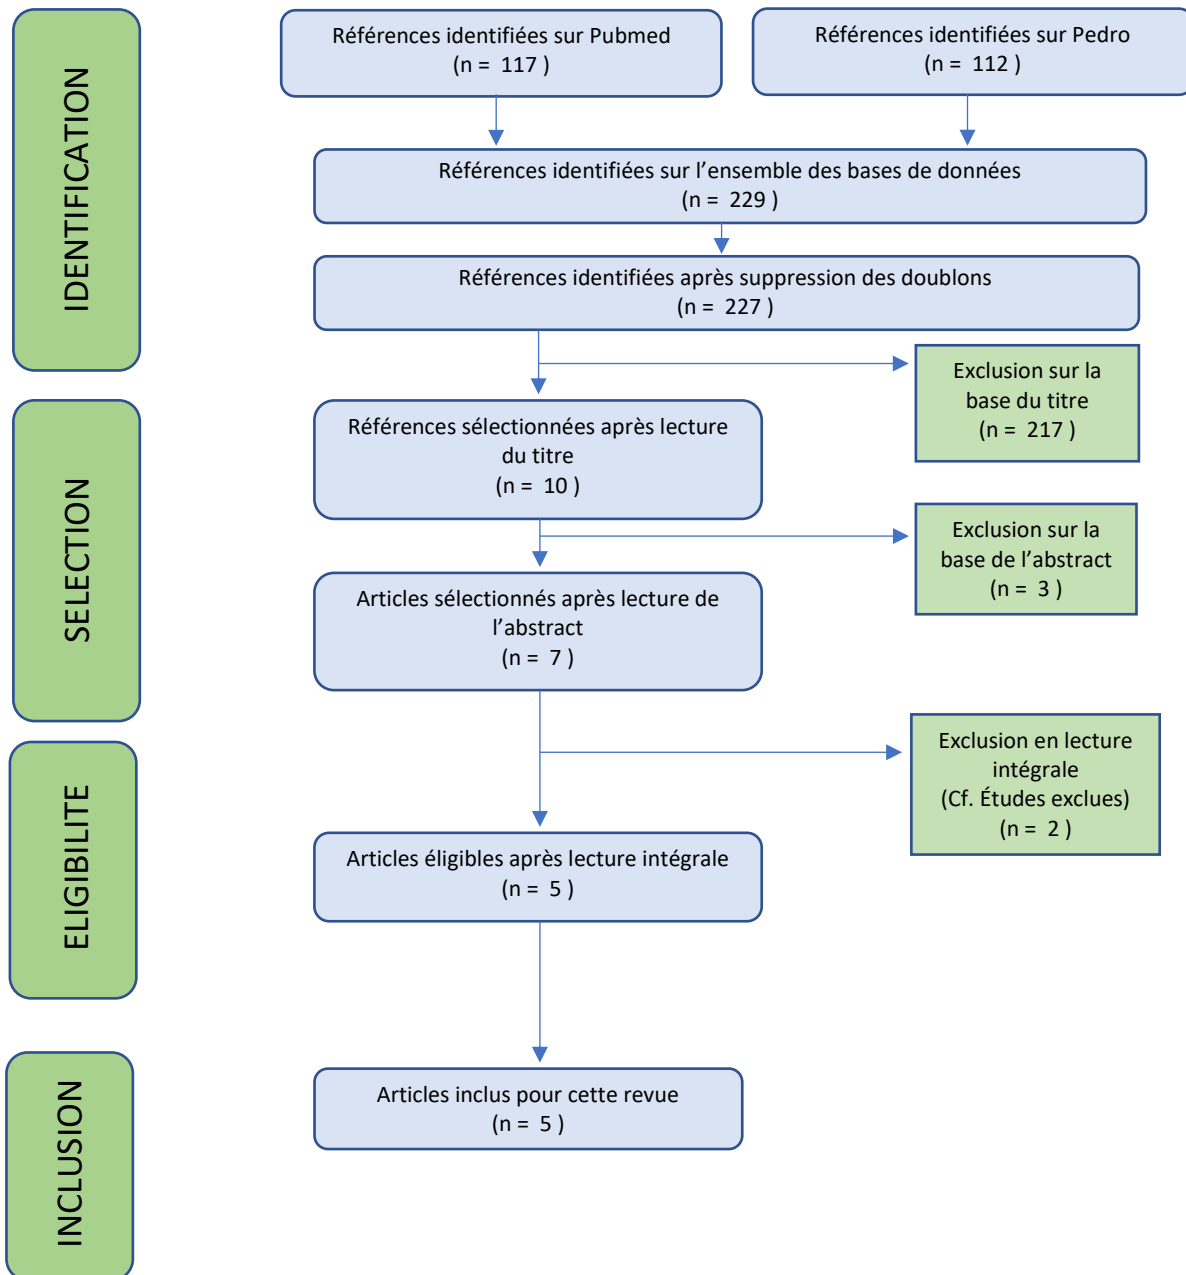 IDENTIFICATION
Références identifiées sur Pubmed
(n = 117 )
Références identifiées sur Pedro
(n = 112 )
Références identifiées sur l’ensemble des bases de données
(n = 229 )
Références identifiées après suppression des doublons
(n = 227 )
Exclusion sur la
base du titre
(n = 217 )
SELECTION
Références sélectionnées après lecture
du titre
(n = 10 )
Exclusion sur la
base de l’abstract
(n = 3 )
Articles sélectionnés après lecture de
l’abstract
(n = 7 )
Exclusion en lecture
intégrale
(Cf. Études exclues)
(n = 2 )
ELIGIBILITE
Articles éligibles après lecture intégrale
(n = 5 )
INCLUSION
Articles inclus pour cette revue
(n = 5 )